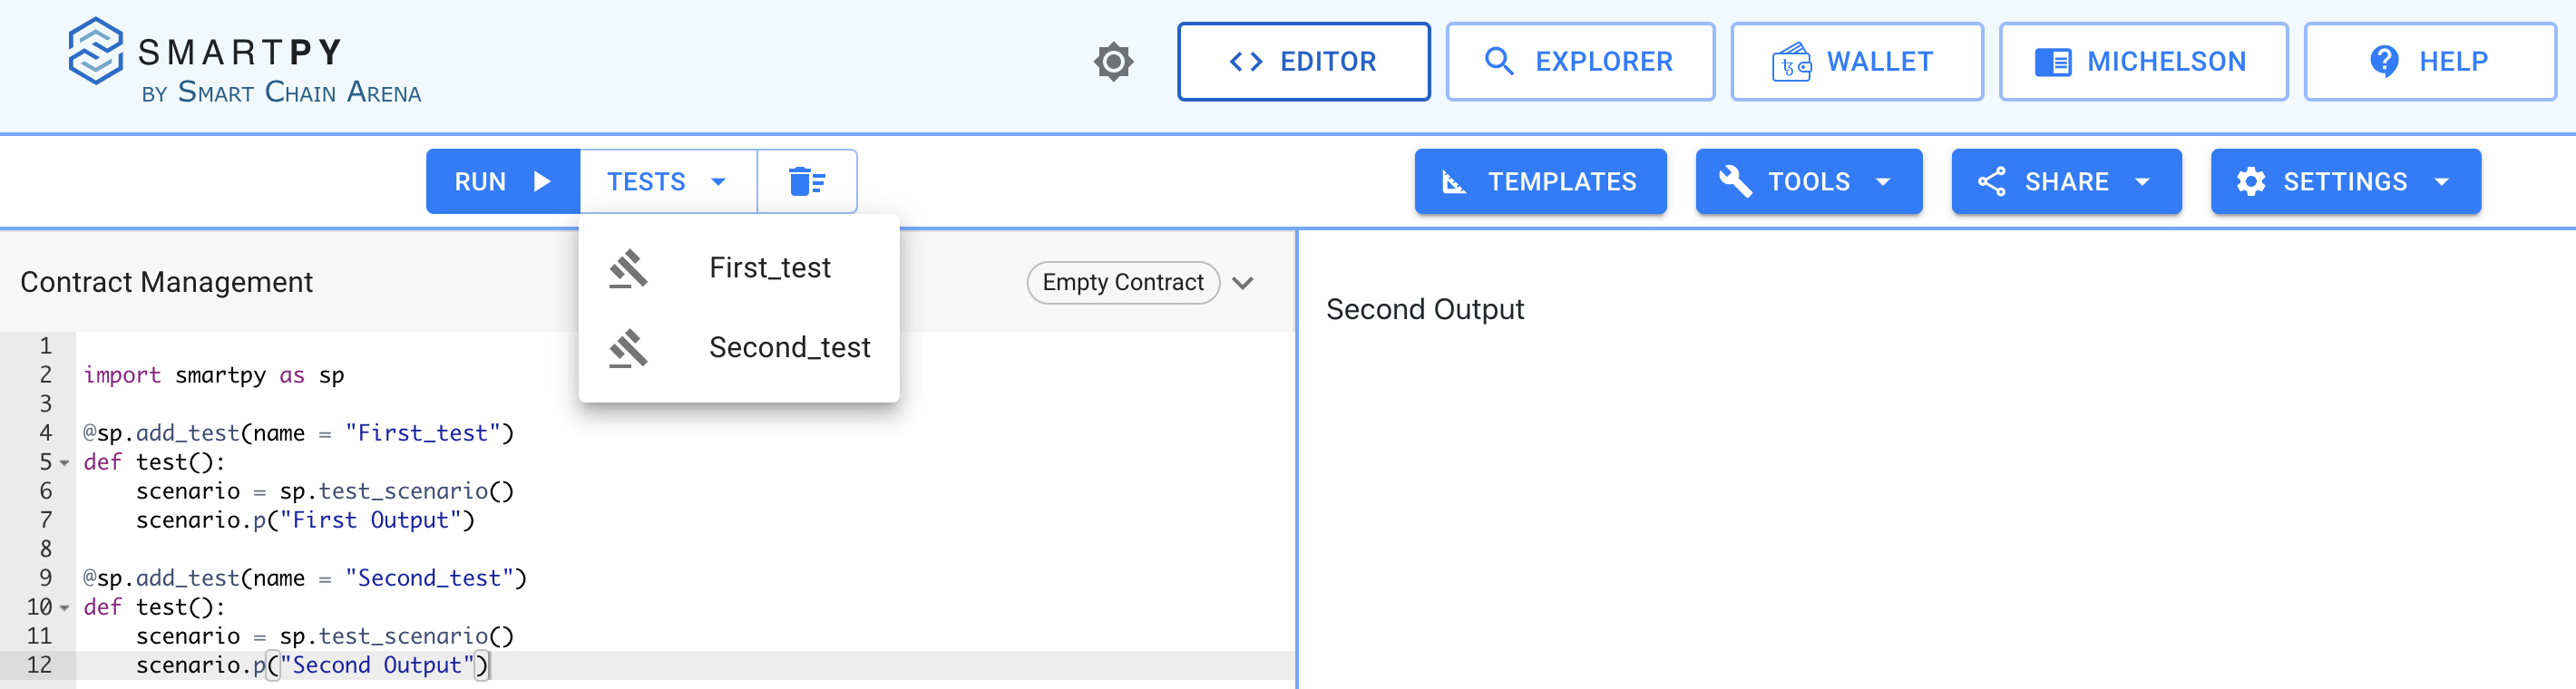 SMARTPY
BY SMART CHAIN ARENA
EDITOR
EXPLORER
WALLET
MICHELSON
HELP
RUN
TESTS
TEMPLATES
TOOLS
SHARE
SETTINGS
First_test
Second_test
Contract Management
Empty Contract
1
2 import smartpy as sp
3
4 @sp.add_test(name = "First_test")
5 def test():
6     scenario = sp.test_scenario()
7     scenario.p("First Output")
8
9 @sp.add_test(name = "Second_test")
10 def test():
11     scenario = sp.test_scenario()
12     scenario.p("Second Output")
Second Output